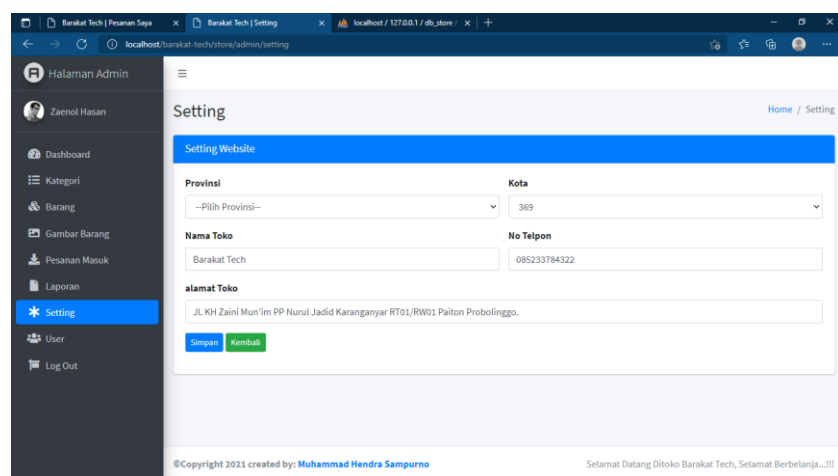 Barakat Tech | Pesanan Saya
Barakat Tech | Setting
localhost / 127.0.0.1 / db_store /
localhost/barakat-tech/store/admin/setting
Halaman Admin
Zaenol Hasan
Dashboard
Kategori
Barang
Gambar Barang
Pesanan Masuk
Laporan
Setting
User
Log Out
Setting
Home / Setting
Setting Website
Provinsi
Kota
--Pilih Provinsi--
369
Nama Toko
No Telpon
Barakat Tech
085233784322
alamat Toko
JL. KH Zaini Mun'im PP Nurul Jadid Karanganyar RT01/RW01 Paiton Probolinggo.
Simpan
Kembali
©Copyright 2021 created by: Muhammad Hendra Sampurno
Selamat Datang Ditoko Barakat Tech, Selamat Berbelanja...!!!